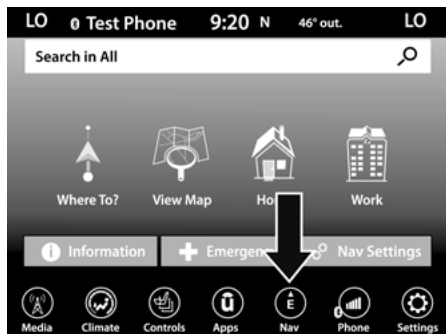 LO Test Phone 9:20 N 46° out. LO
Search in All
Where To? View Map Work
Information Nav Settings
E
Media Climate Controls Apps Nav Phone Settings